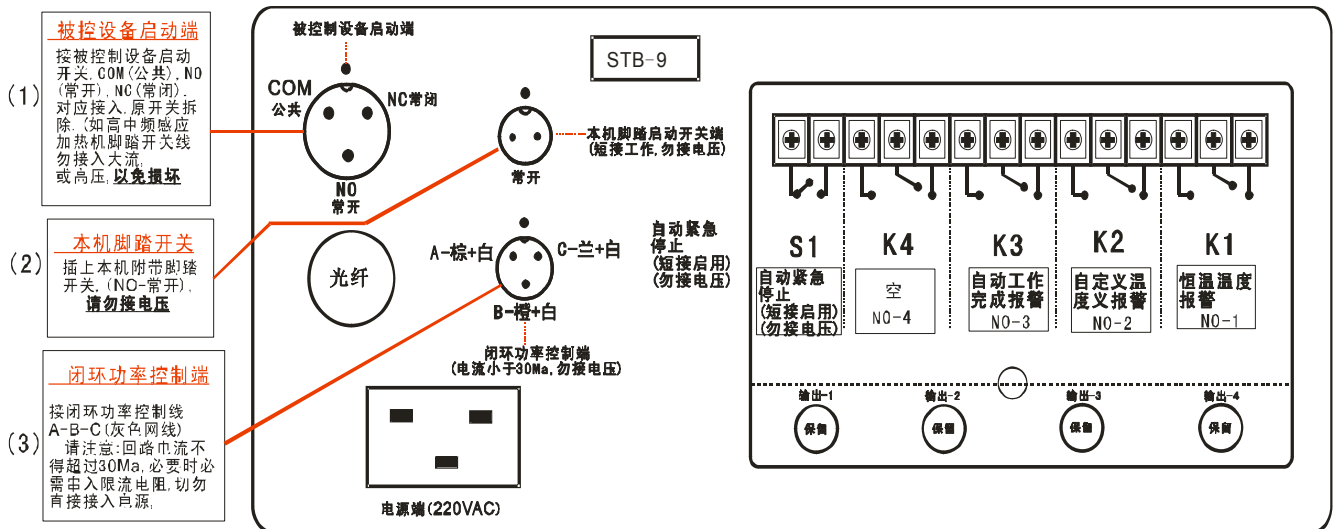 (1)
被控设备启动端
接被控制设备启动
开关,COM(公共),NO
(常开),NC(常闭).
对应接入.原开关拆
除.(如高中频感应
加热机脚踏开关线
勿接入大流,
或高压,以免损坏
(2)
本机脚踏开关
插上本机附带脚踏
开关.(NO-常开).
请勿接电压
(3)
闭环功率控制端
接闭环功率控制线
A-B-C(灰色网线)
请注意:回路电流不
得超过30Ma,必要时必
需串入限流电阻,切勿
直接接入电源,
被控制设备启动端
COM
公共
NC常闭
NO
常开
STB-9
本机脚踏启动开关端
(短接工作,勿接电压)
常开
光纤
A-棕+白
C-兰+白
B-橙+白
闭环功率控制端
(电流小于30Ma,勿接电压)
自动紧急
停止
(短接启用)
(勿接电压)
电源端(220VAC)
S1
K4
K3
K2
K1
自动紧急
停止
(短接启用)
(勿接电压)
空
NO-4
自动工作
完成报警
NO-3
自定义温
度义报警
NO-2
恒温温度
报警
NO-1
输出-1
保留
输出-2
保留
输出-3
保留
输出-4
保留